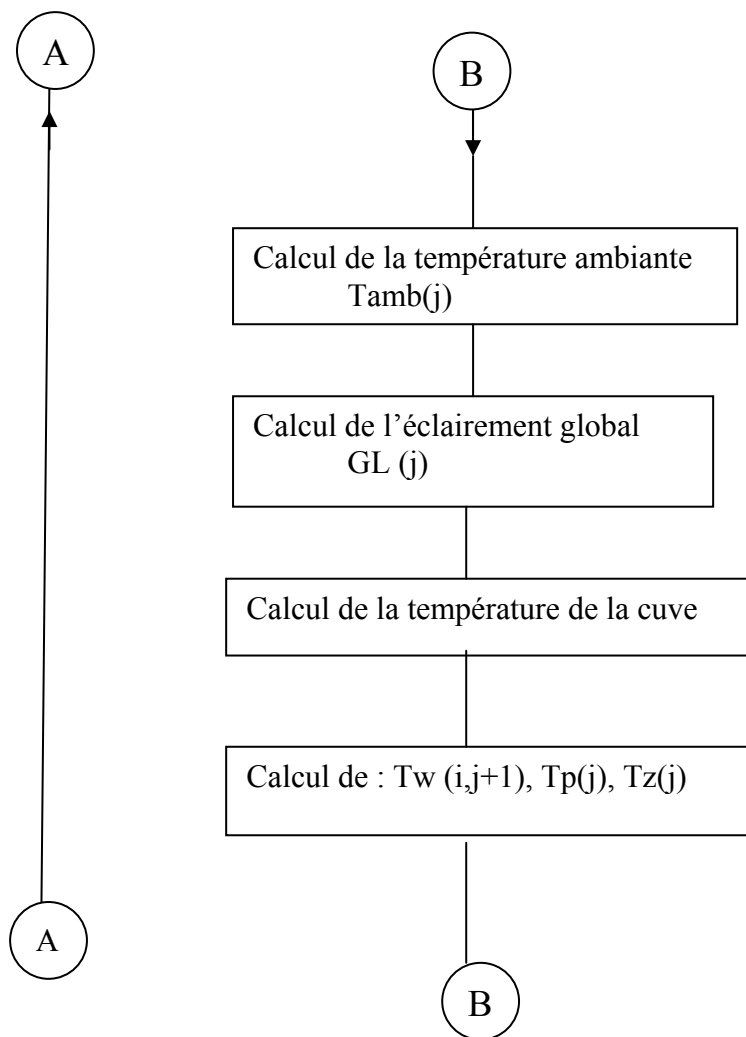 A
B
Calcul de la température ambiante
Tamb(j)
Calcul de l’éclairement global
GL (j)
Calcul de la température de la cuve
Calcul de : Tw (i,j+1), Tp(j), Tz(j)
A
B